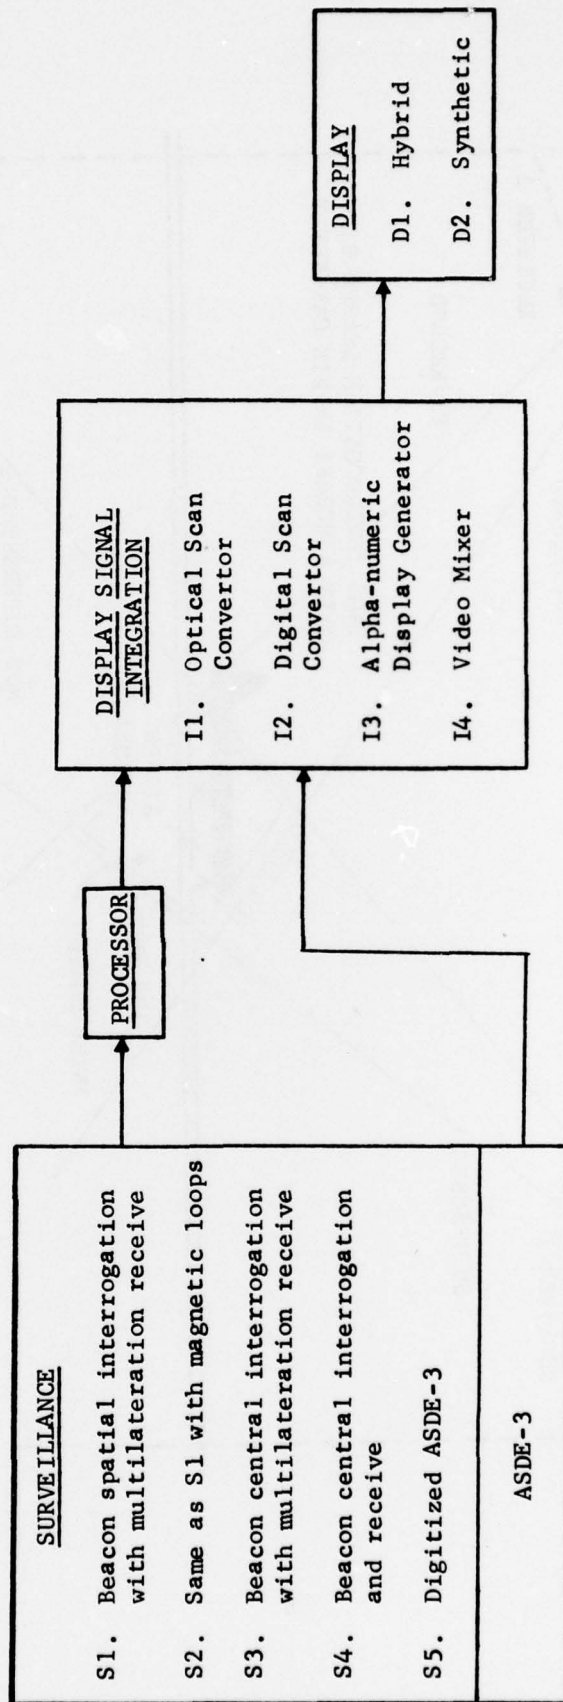 SURVEILLANCE
S1. Beacon spatial interrogation
with multilateration receive
S2. Same as S1 with magnetic loops
S3. Beacon central interrogation
with multilateration receive
S4. Beacon central interrogation
and receive
S5. Digitized ASDE-3
ASDE-3
PROCESSOR
DISPLAY SIGNAL
INTEGRATION
I1. Optical Scan
Convertor
I2. Digital Scan
Convertor
I3. Alpha-numeric
Display Generator
I4. Video Mixer
DISPLAY
D1. Hybrid
D2. Synthetic